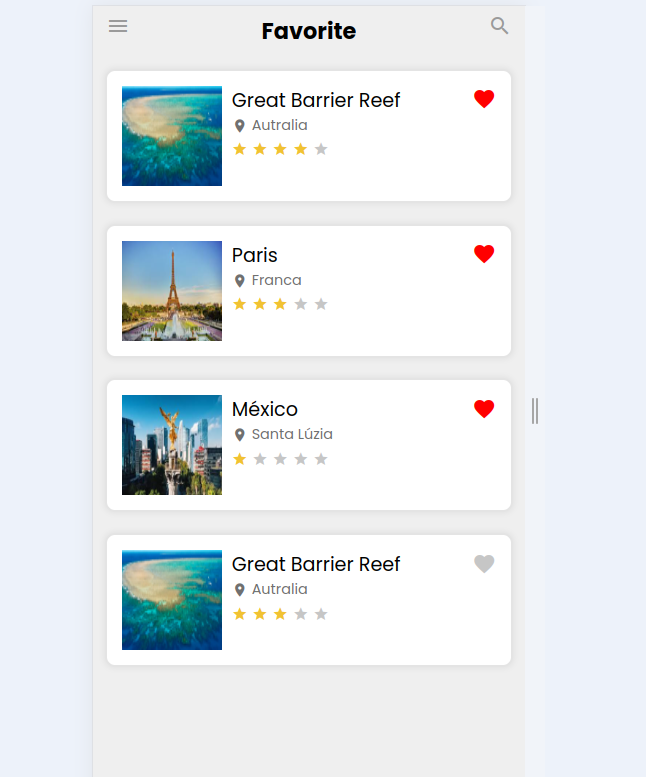 Favorite
Great Barrier Reef
Autralia
Paris
Franca
México
Santa Lúzia
Great Barrier Reef
Autralia